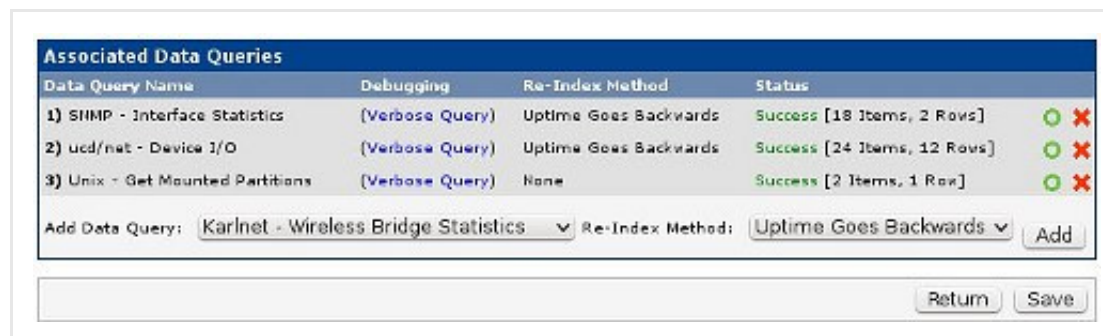 Associated Data Queries
Data Query Name Debugging Re-Index Method Status
1) SNMP - Interface Statistics (Verbose Query) Uptime Goes Backwards Success [18 Items, 2 Rows]
2) ucd/net - Device I/O (Verbose Query) Uptime Goes Backwards Success [24 Items, 12 Rows]
3) Unix - Get Mounted Partitions (Verbose Query) None Success [2 Items, 1 Row]
Add Data Query: Karlnet - Wireless Bridge Statistics Re-Index Method: Uptime Goes Backwards Add
Return Save